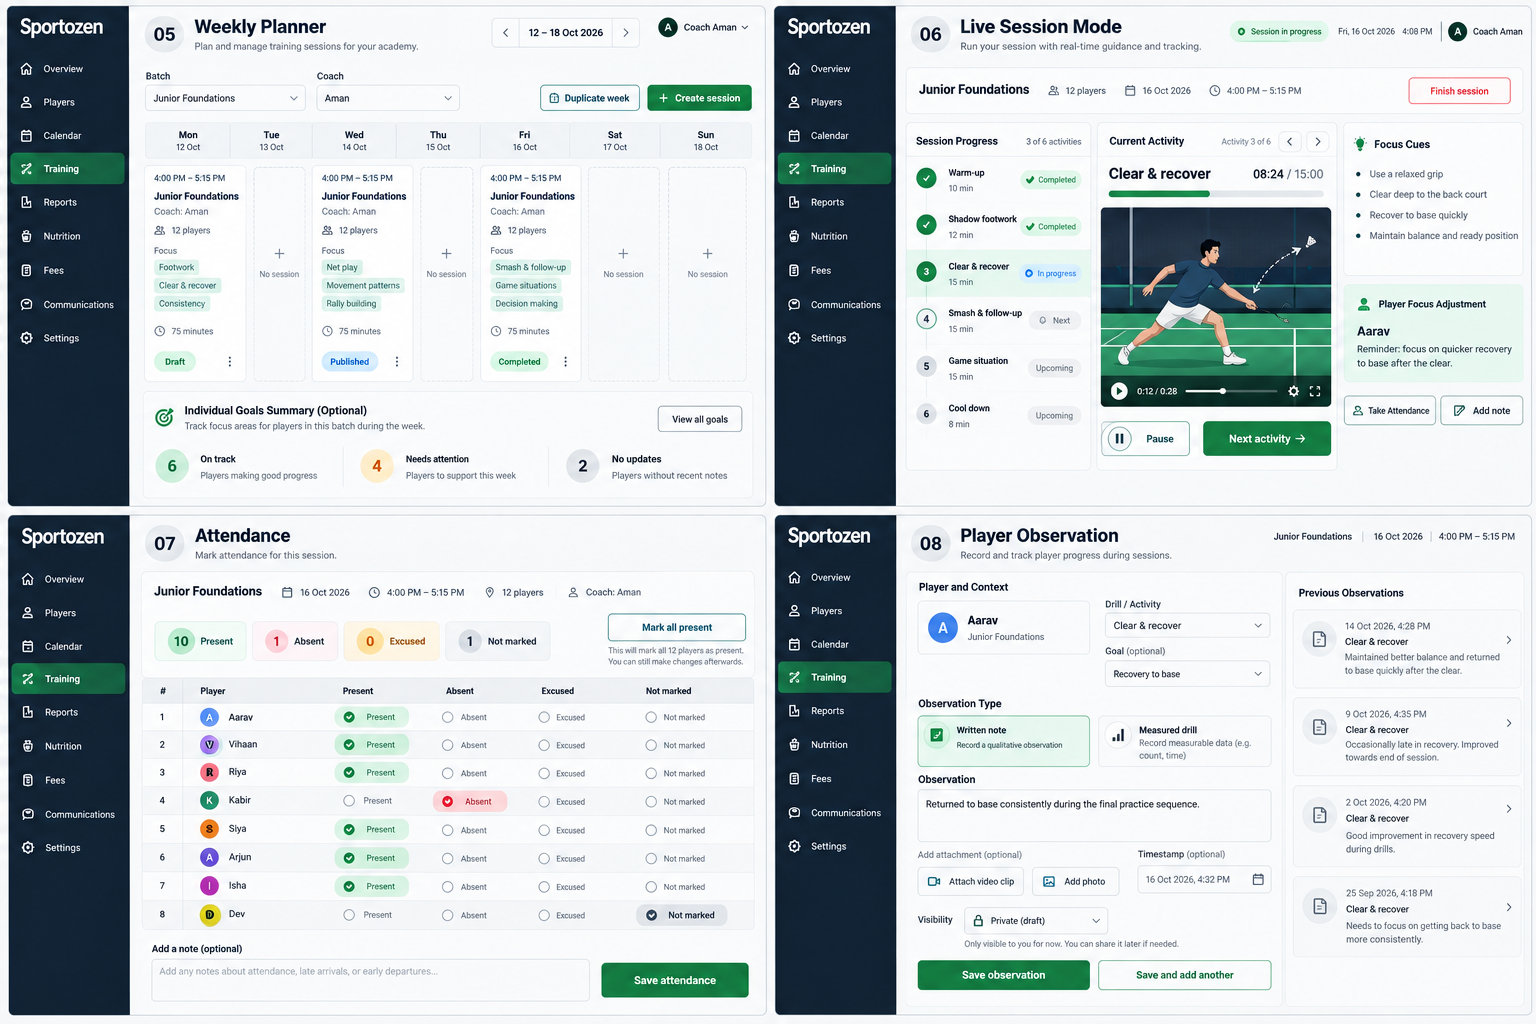 Sportozen
Overview
Players
Calendar
Training
Reports
Nutrition
Fees
Communications
Settings
05
Weekly Planner
Plan and manage training sessions for your academy.
12 – 18 Oct 2026
A
Coach Aman
Batch
Coach
Junior Foundations
Aman
Duplicate week
+ Create session
Mon
12 Oct
Tue
13 Oct
Wed
14 Oct
Thu
15 Oct
Fri
16 Oct
Sat
17 Oct
Sun
18 Oct
4:00 PM – 5:15 PM
Junior Foundations
Coach: Aman
12 players
Focus
Footwork
Clear & recover
Consistency
75 minutes
Draft
+
No session
4:00 PM – 5:15 PM
Junior Foundations
Coach: Aman
12 players
Focus
Net play
Movement patterns
Rally building
75 minutes
Published
+
No session
4:00 PM – 5:15 PM
Junior Foundations
Coach: Aman
12 players
Focus
Smash & follow-up
Game situations
Decision making
75 minutes
Completed
+
No session
+
No session
Individual Goals Summary (Optional)
Track focus areas for players in this batch during the week.
View all goals
6
On track
Players making good progress
4
Needs attention
Players to support this week
2
No updates
Players without recent notes
Sportozen
Overview
Players
Calendar
Training
Reports
Nutrition
Fees
Communications
Settings
06
Live Session Mode
Run your session with real-time guidance and tracking.
Session in progress
Fri, 16 Oct 2026 4:08 PM
A
Coach Aman
Junior Foundations
12 players
16 Oct 2026
4:00 PM – 5:15 PM
Finish session
Session Progress
3 of 6 activities
Warm-up
10 min
Completed
Shadow footwork
12 min
Completed
3
Clear & recover
15 min
In progress
4
Smash & follow-up
15 min
Next
5
Game situation
15 min
Upcoming
6
Cool down
8 min
Upcoming
Current Activity
Activity 3 of 6
Clear & recover
08:24 / 15:00
0:12 / 0:28
Pause
Next activity →
Focus Cues
• Use a relaxed grip
• Clear deep to the back court
• Recover to base quickly
• Maintain balance and ready position
Player Focus Adjustment
Aarav
Reminder: focus on quicker recovery
to base after the clear.
Take Attendance
Add note
Sportozen
Overview
Players
Calendar
Training
Reports
Nutrition
Fees
Communications
Settings
07
Attendance
Mark attendance for this session.
Junior Foundations
16 Oct 2026
4:00 PM – 5:15 PM
12 players
Coach: Aman
10 Present
1 Absent
0 Excused
1 Not marked
Mark all present
This will mark all 12 players as present.
You can still make changes afterwards.
# Player Present Absent Excused Not marked
1 A Aarav Present Absent Excused Not marked
2 V Vihaan Present Absent Excused Not marked
3 R Riya Present Absent Excused Not marked
4 K Kabir Present Absent Excused Not marked
5 S Siya Present Absent Excused Not marked
6 A Arjun Present Absent Excused Not marked
7 I Isha Present Absent Excused Not marked
8 D Dev Present Absent Excused Not marked
Add a note (optional)
Add any notes about attendance, late arrivals, or early departures...
Save attendance
Sportozen
Overview
Players
Calendar
Training
Reports
Nutrition
Fees
Communications
Settings
08
Player Observation
Record and track player progress during sessions.
Junior Foundations | 16 Oct 2026 | 4:00 PM – 5:15 PM
Player and Context
A
Aarav
Junior Foundations
Drill / Activity
Clear & recover
Goal (optional)
Recovery to base
Observation Type
Written note
Record a qualitative observation
Measured drill
Record measurable data (e.g.
count, time)
Observation
Returned to base consistently during the final practice sequence.
Add attachment (optional)
Attach video clip
Add photo
Timestamp (optional)
16 Oct 2026, 4:32 PM
Visibility
Private (draft)
Only visible to you for now. You can share it later if needed.
Save observation
Save and add another
Previous Observations
14 Oct 2026, 4:28 PM
Clear & recover
Maintained better balance and returned
to base quickly after the clear.
9 Oct 2026, 4:35 PM
Clear & recover
Occasionally late in recovery. Improved
towards end of session.
2 Oct 2026, 4:20 PM
Clear & recover
Good improvement in recovery speed
during drills.
25 Sep 2026, 4:18 PM
Clear & recover
Needs to focus on getting back to base
more consistently.